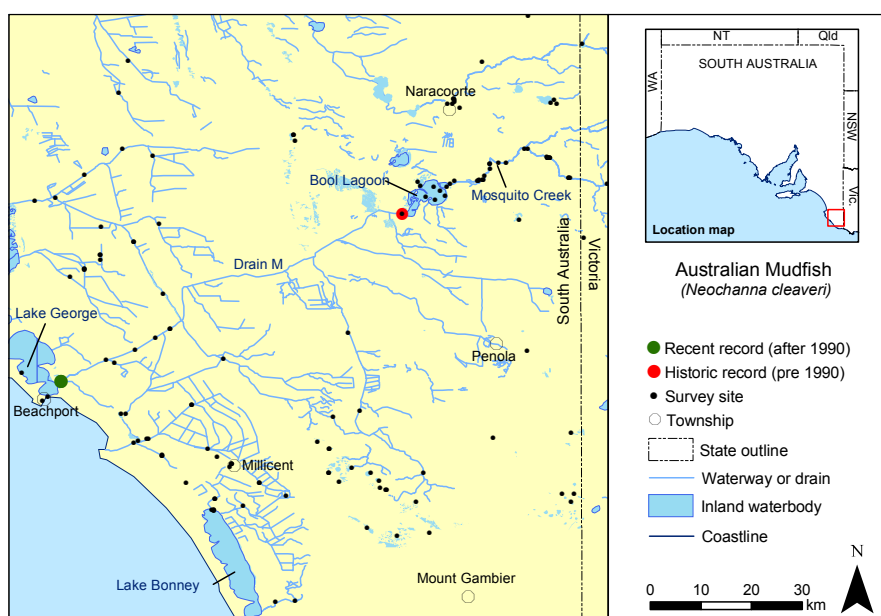 Naracoorte
Bool Lagoon
Mosquito Creek
Drain M
South Australia
Victoria
Lake George
Penola
Beachport
Millicent
Lake Bonney
Mount Gambier
NT
Qld
SOUTH AUSTRALIA
WA
NSW
Vic.
Location map
Australian Mudfish
(Neochanna cleaveri)
Recent record (after 1990)
Historic record (pre 1990)
Survey site
Township
State outline
Waterway or drain
Inland waterbody
Coastline
N
0 10 20 30
km